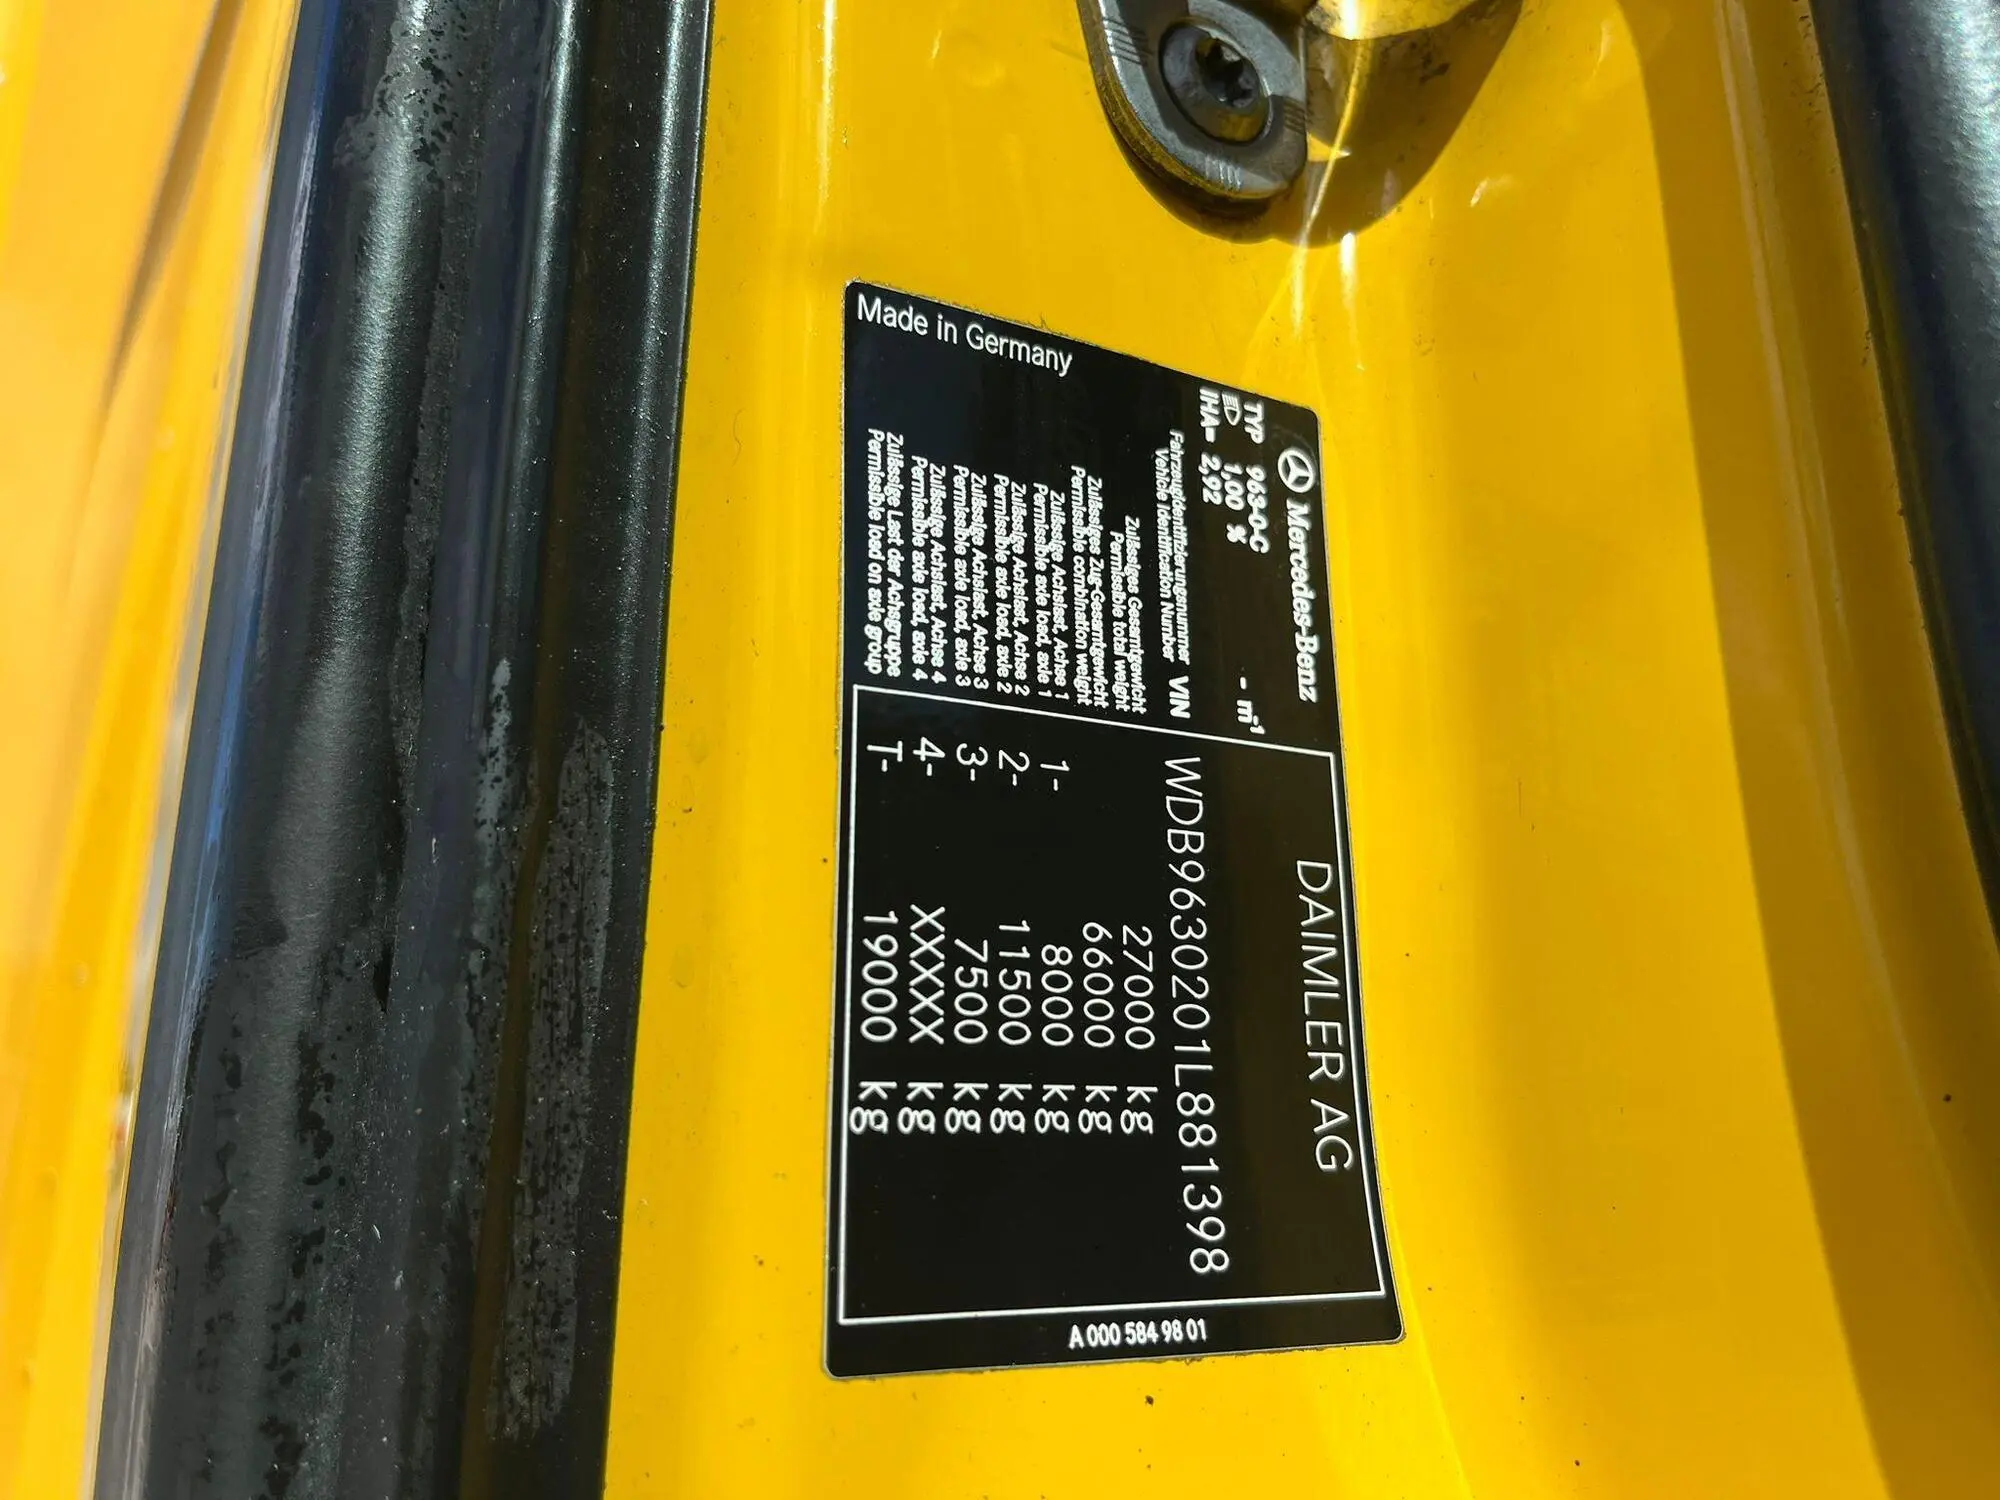 Mercedes-Benz DAIMLER AG
TYP 963-0-C
1,00 % - m-1
IHA= 2,92
Fahrzeugidentifizierungsnummer
Vehicle Identification Number VIN WDB9630201L881398
Zulässiges Gesamtgewicht
Permissible total weight 27000 kg
Zulässiges Zug-Gesamtgewicht
Permissible combination weight 66000 kg
Zulässige Achslast, Achse 1
Permissible axle load, axle 1 1- 8000 kg
Zulässige Achslast, Achse 2
Permissible axle load, axle 2 2- 11500 kg
Zulässige Achslast, Achse 3
Permissible axle load, axle 3 3- 7500 kg
Zulässige Achslast, Achse 4
Permissible axle load, axle 4 4- XXXXX kg
Zulässige Last der Achsgruppe
Permissible load on axle group T- 19000 kg
Made in Germany
A 000 584 98 01